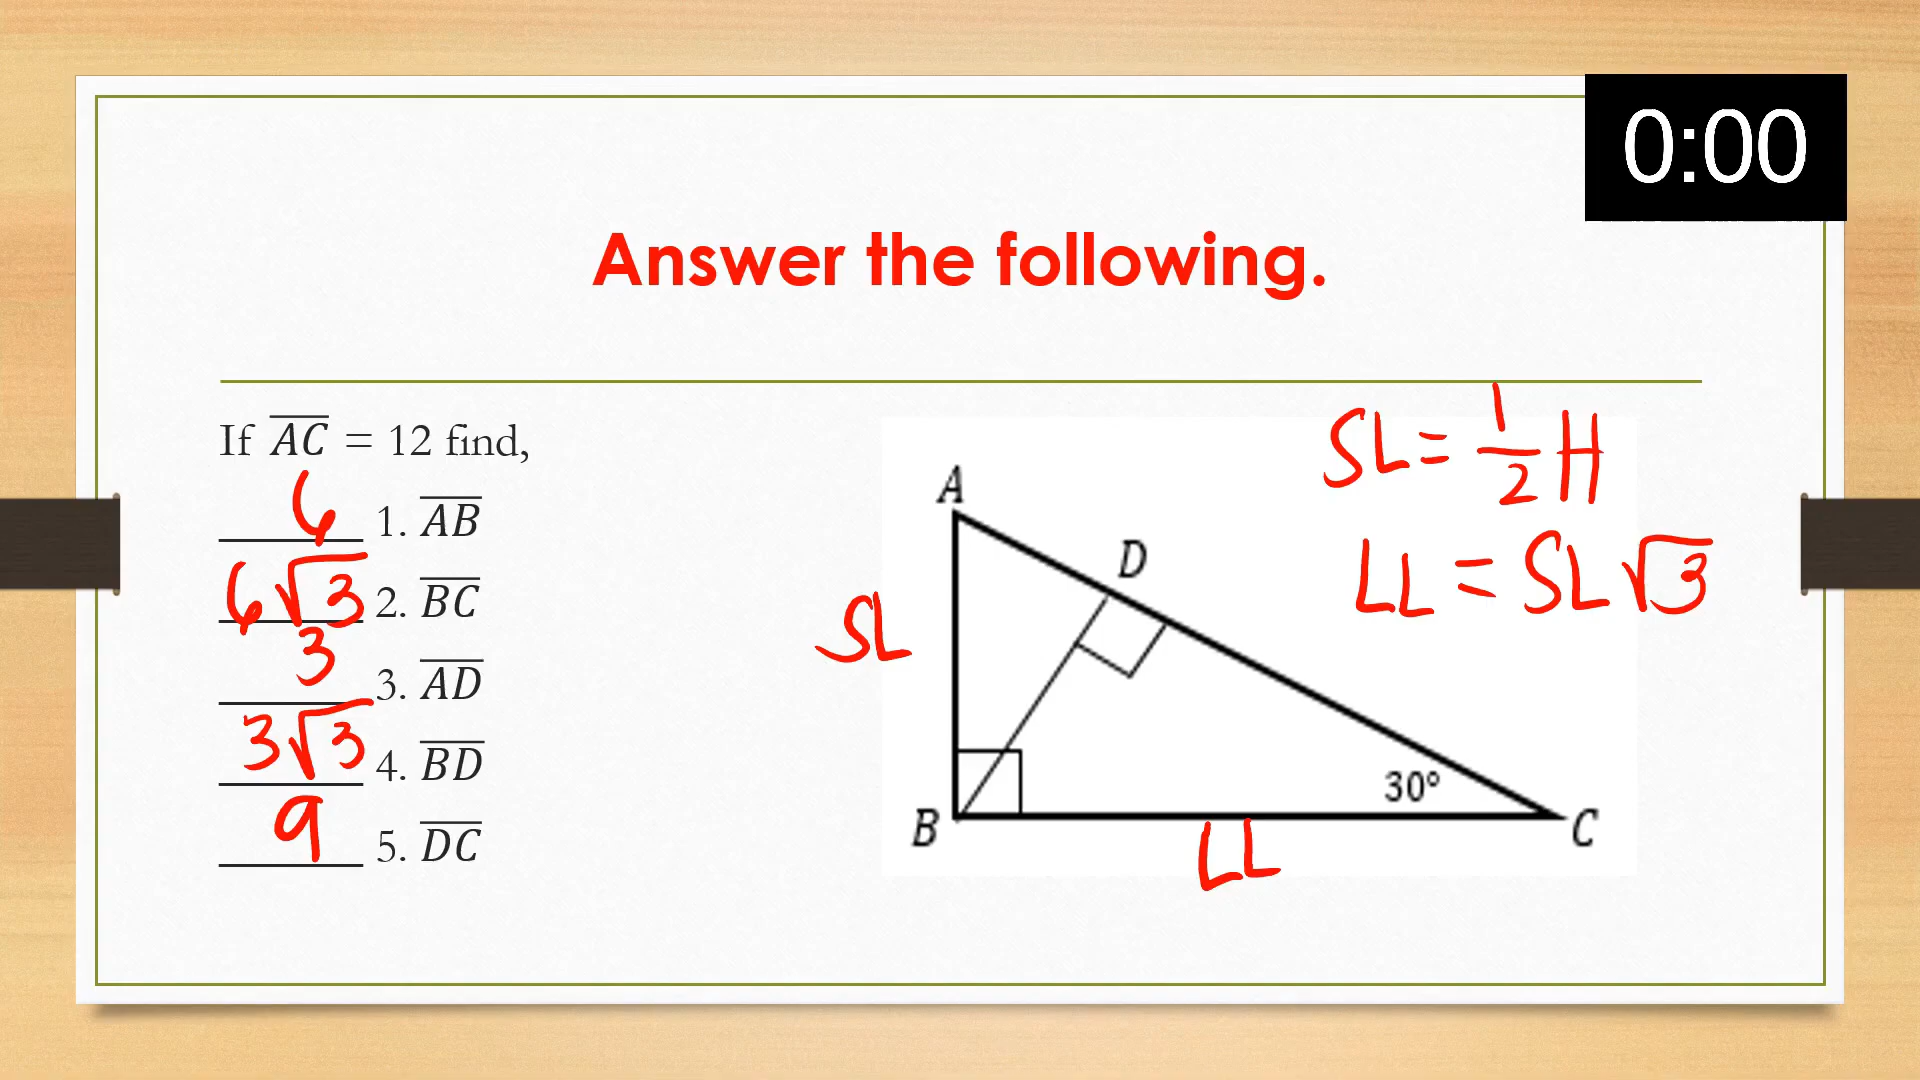 0:00
Answer the following.
If AC = 12 find,
6 1. AB
6√3 2. BC
3 3. AD
3√3 4. BD
9 5. DC
SL = 1/2 H
LL = SL√3
A
D
SL
30º
B
C
LL